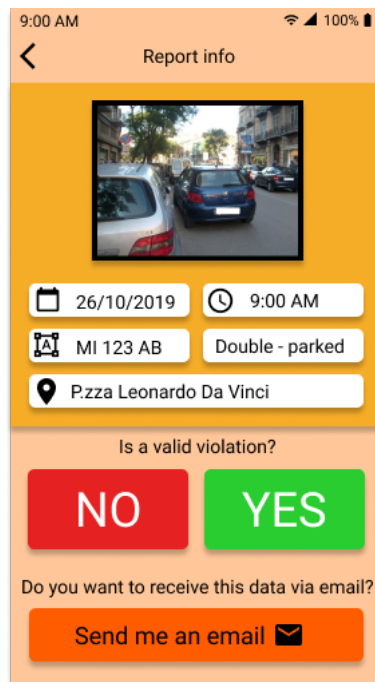 9:00 AM 100%
Report info
26/10/2019 9:00 AM
MI 123 AB Double - parked
P.zza Leonardo Da Vinci
Is a valid violation?
NO YES
Do you want to receive this data via email?
Send me an email